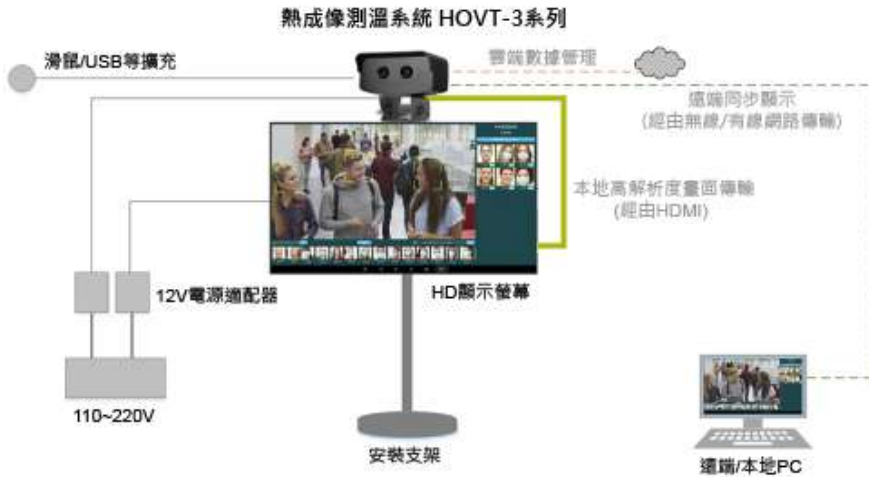 熱成像測溫系統 HOVT-3系列
滑鼠/USB等擴充
雲端數據管理
遠端同步顯示
(經由無線/有線網路傳輸)
本地高解析度畫面傳輸
(經由HDMI)
12V電源適配器
HD顯示螢幕
110~220V
安裝支架
遠端/本地PC